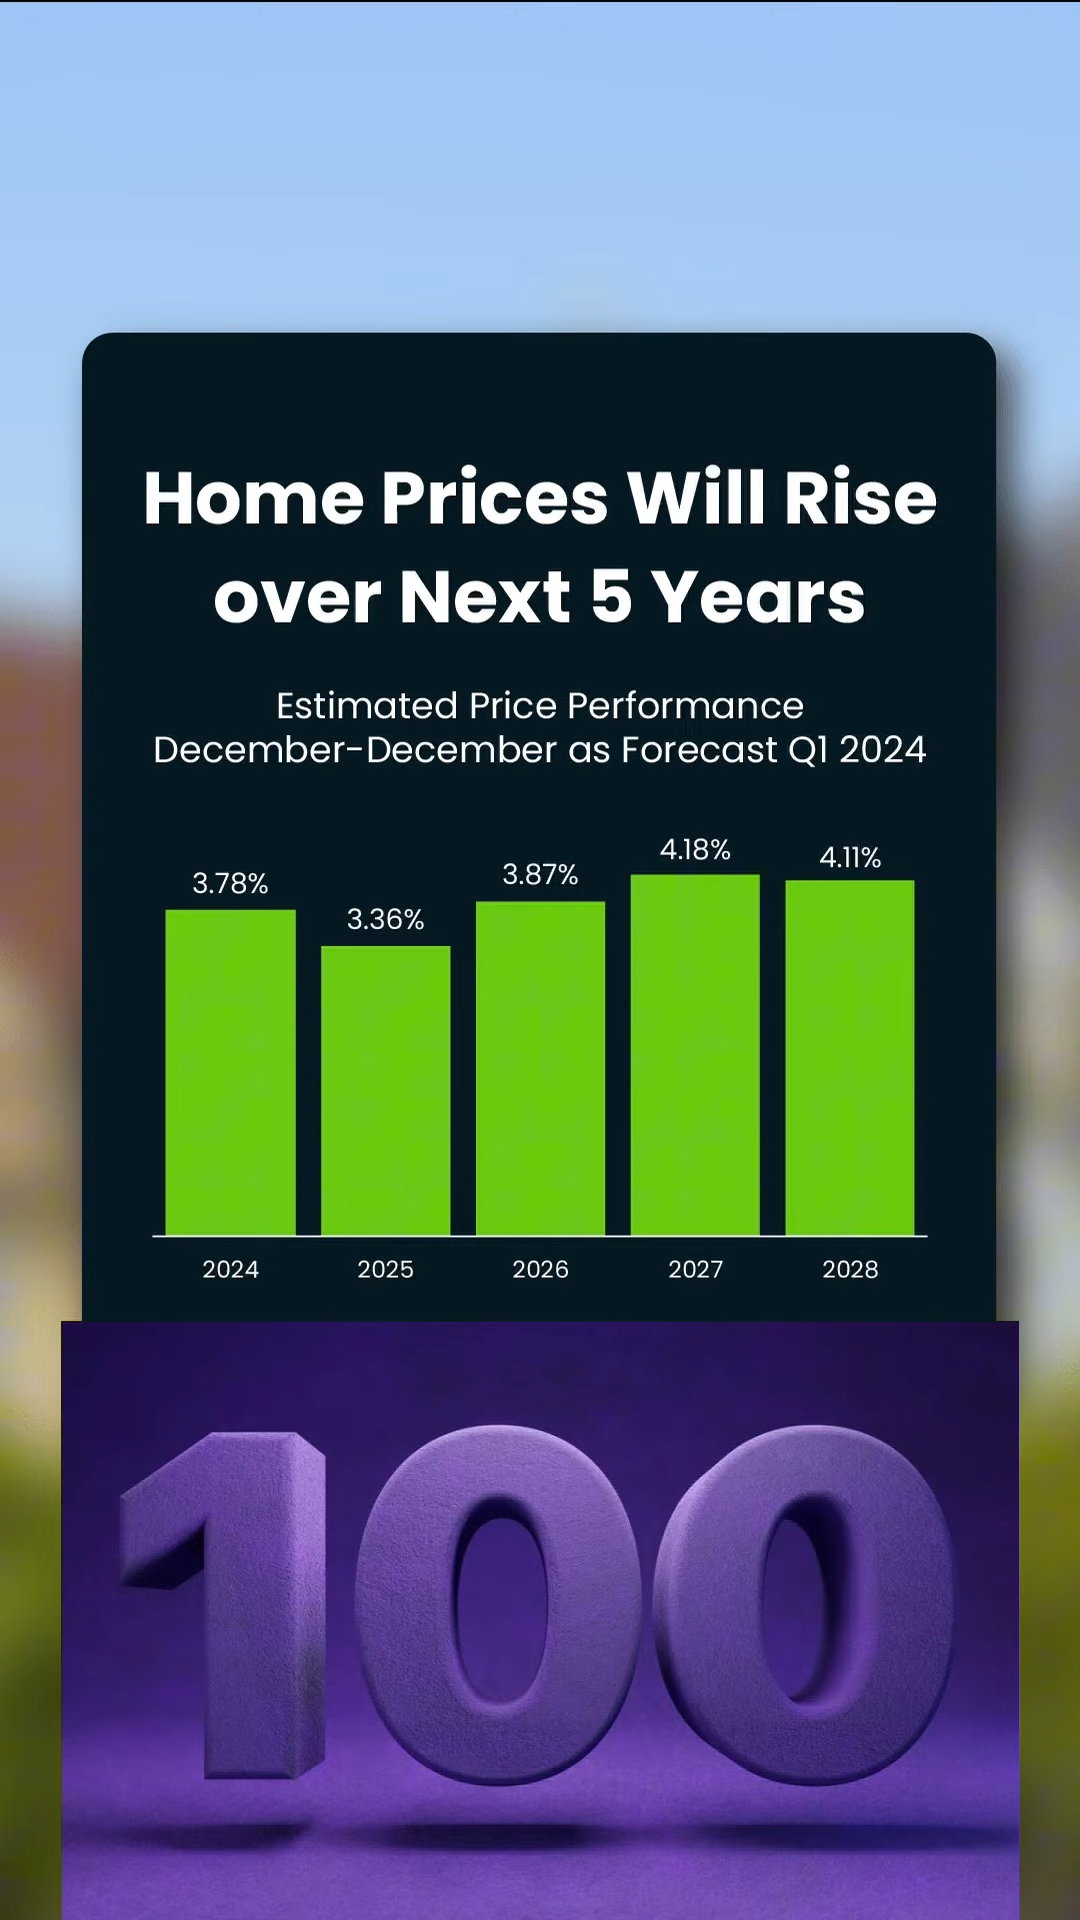 Home Prices Will Rise
over Next 5 Years
Estimated Price Performance
December-December as Forecast Q1 2024
3.78%
3.36%
3.87%
4.18%
4.11%
2024
2025
2026
2027
2028
100